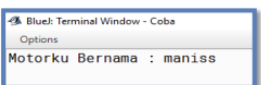 BlueJ: Terminal Window - Coba
Options
Motorku Bernama : maniss